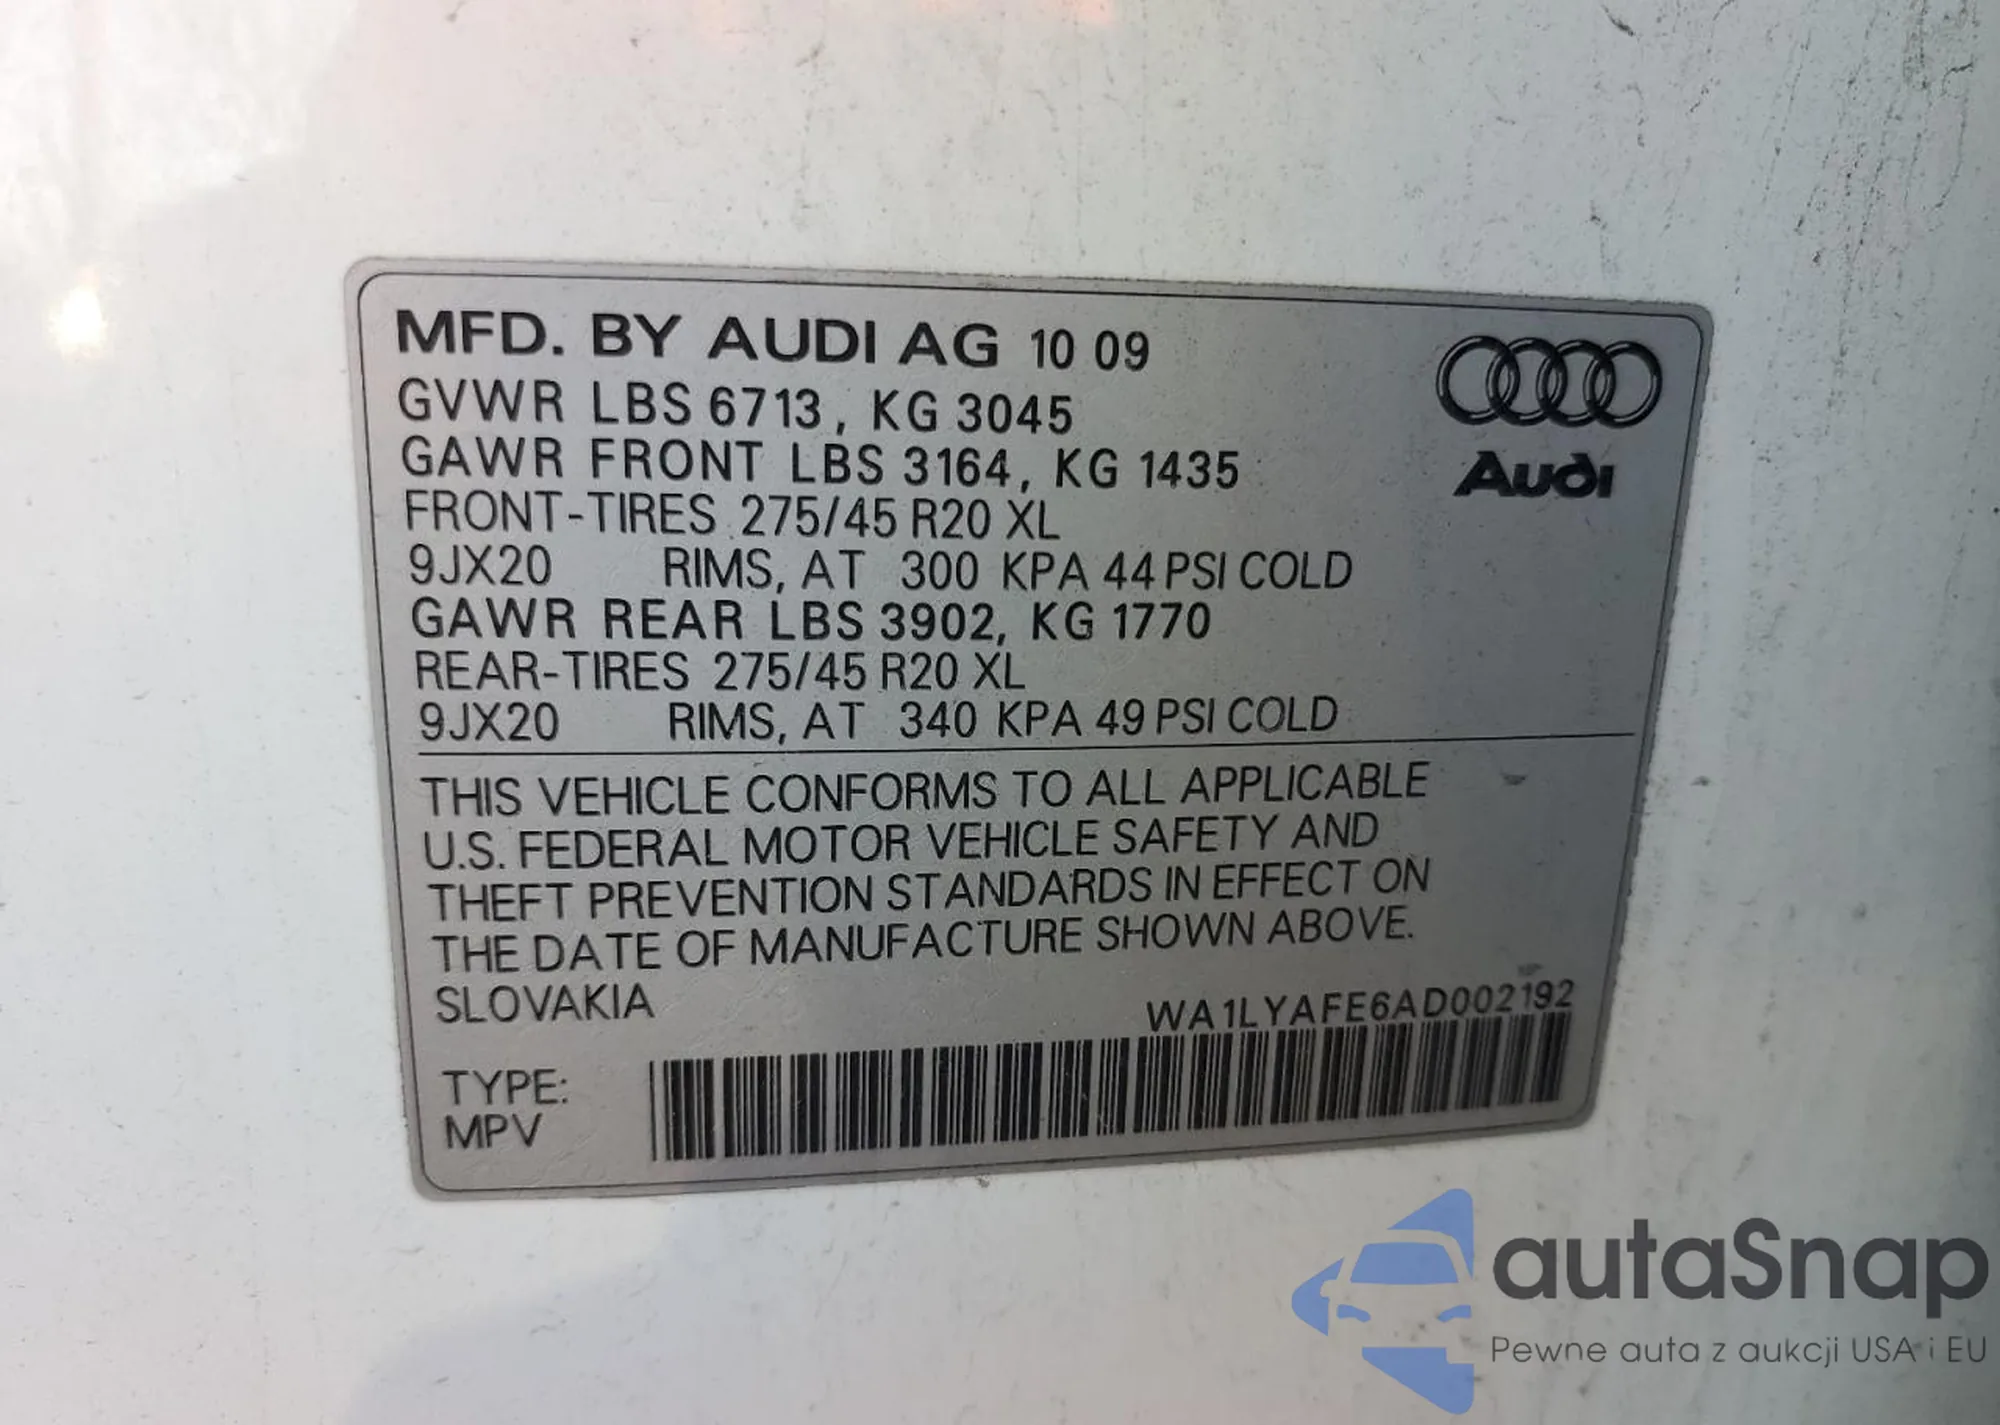 MFD. BY AUDI AG 10 09
GVWR LBS 6713, KG 3045
GAWR FRONT LBS 3164, KG 1435
FRONT-TIRES 275/45 R20 XL
9JX20 RIMS, AT 300 KPA 44 PSI COLD
GAWR REAR LBS 3902, KG 1770
REAR-TIRES 275/45 R20 XL
9JX20 RIMS, AT 340 KPA 49 PSI COLD
Audi
THIS VEHICLE CONFORMS TO ALL APPLICABLE
U.S. FEDERAL MOTOR VEHICLE SAFETY AND
THEFT PREVENTION STANDARDS IN EFFECT ON
THE DATE OF MANUFACTURE SHOWN ABOVE.
SLOVAKIA WA1LYAFE6AD002192
TYPE:
MPV
autaSnap
Pewne auta z aukcji USA i EU